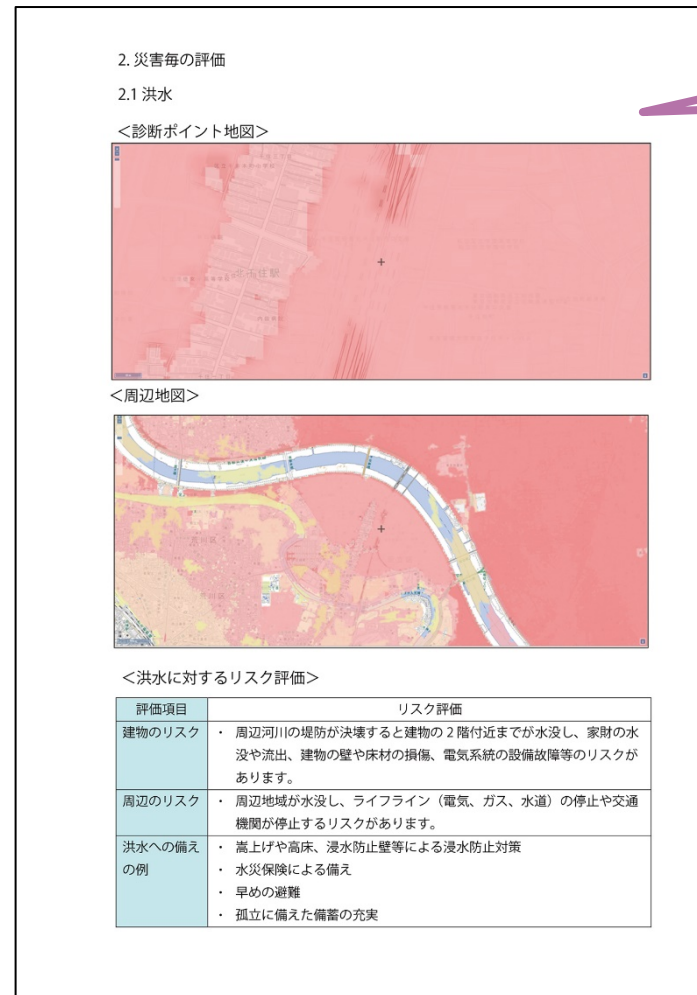 2. 災害毎の評価
2.1 洪水
＜診断ポイント地図＞
北千住駅
＜周辺地図＞
荒川区
＜洪水に対するリスク評価＞
評価項目
リスク評価
建物のリスク
・ 周辺河川の堤防が決壊すると建物の2階付近までが水没し、家財の水
没や流出、建物の壁や床材の損傷、電気系統の設備故障等のリスクが
あります。
周辺のリスク
・ 周辺地域が水没し、ライフライン（電気、ガス、水道）の停止や交通
機関が停止するリスクがあります。
洪水への備え
の例
・ 嵩上げや高床、浸水防止壁等による浸水防止対策
・ 水災保険による備え
・ 早めの避難
・ 孤立に備えた備蓄の充実